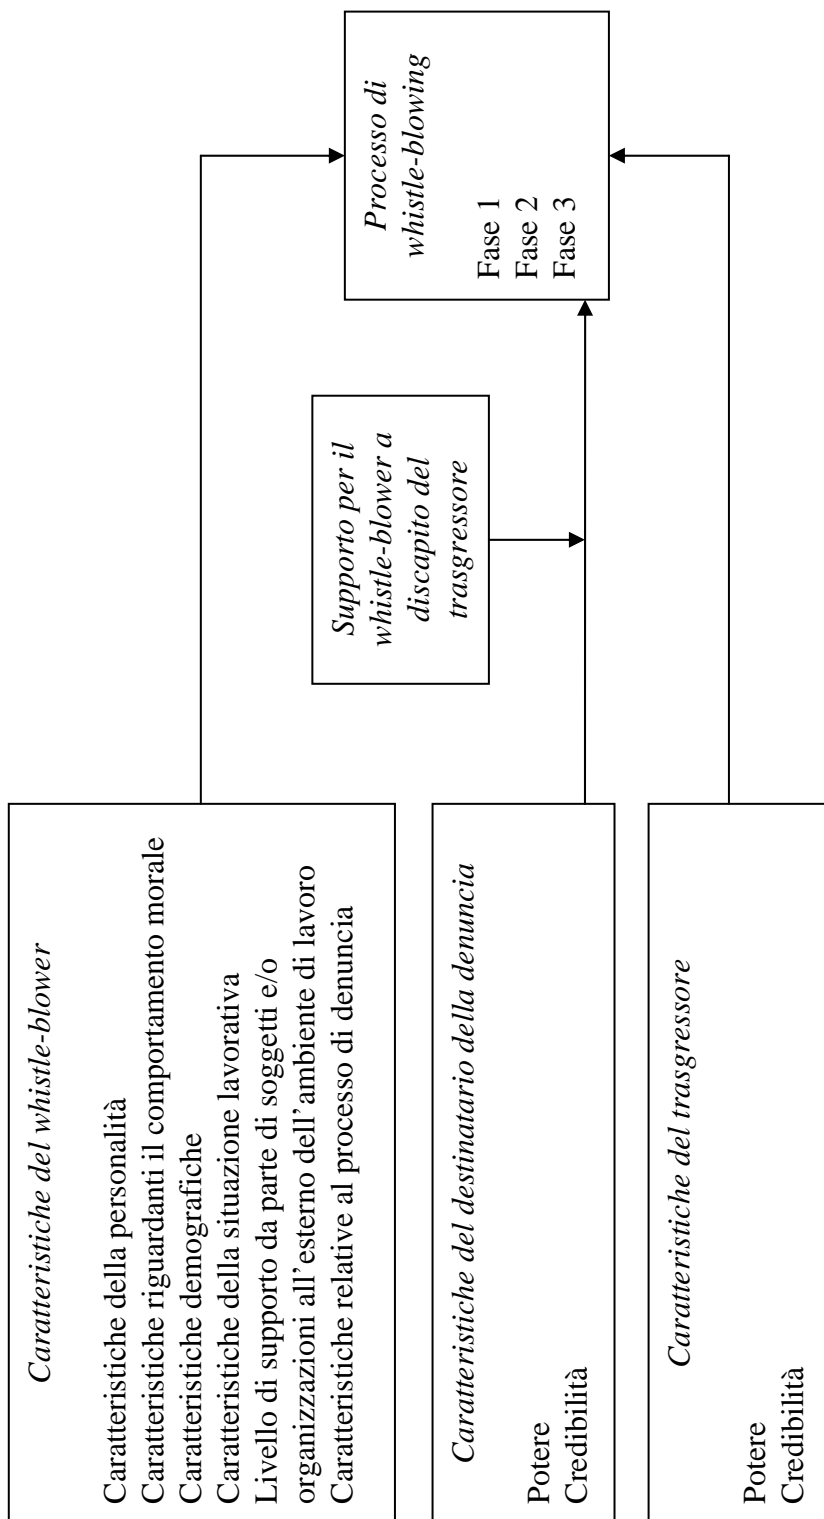 Caratteristiche del whistle-blower
Caratteristiche della personalità
Caratteristiche riguardanti il comportamento morale
Caratteristiche demografiche
Caratteristiche della situazione lavorativa
Livello di supporto da parte di soggetti e/o
organizzazioni all'esterno dell'ambiente di lavoro
Caratteristiche relative al processo di denuncia
Caratteristiche del destinatario della denuncia
Potere
Credibilità
Caratteristiche del trasgressore
Potere
Credibilità
Supporto per il
whistle-blower a
discapito del
trasgressore
Processo di
whistle-blowing
Fase 1
Fase 2
Fase 3